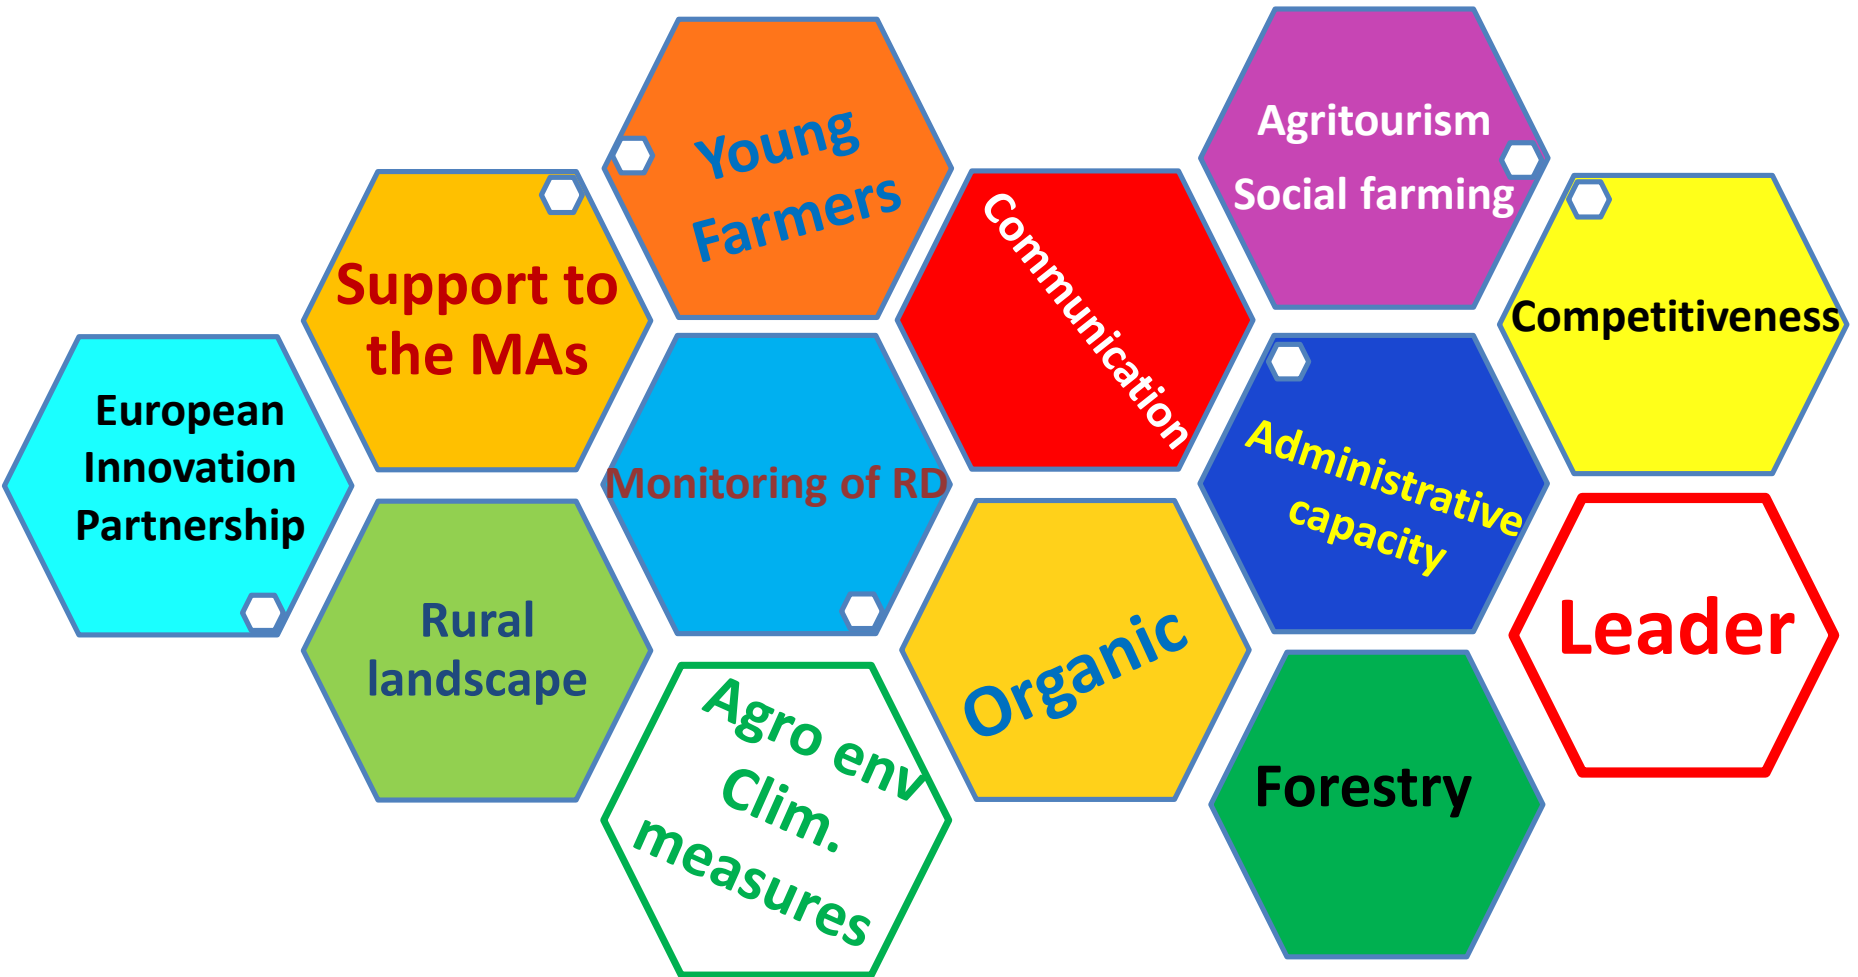 Young
Farmers
Agritourism
Social farming
Support to
the MAs
Communication
Competitiveness
European
Innovation
Partnership
Monitoring of RD
Administrative
capacity
Rural
landscape
Organic
Leader
Agro env
Clim.
measures
Forestry